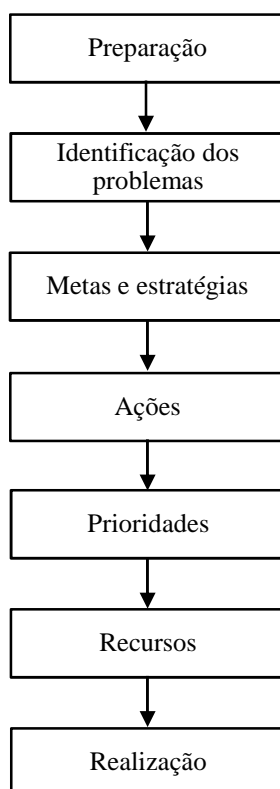 Preparação
Identificação dos
problemas
Metas e estratégias
Ações
Prioridades
Recursos
Realização